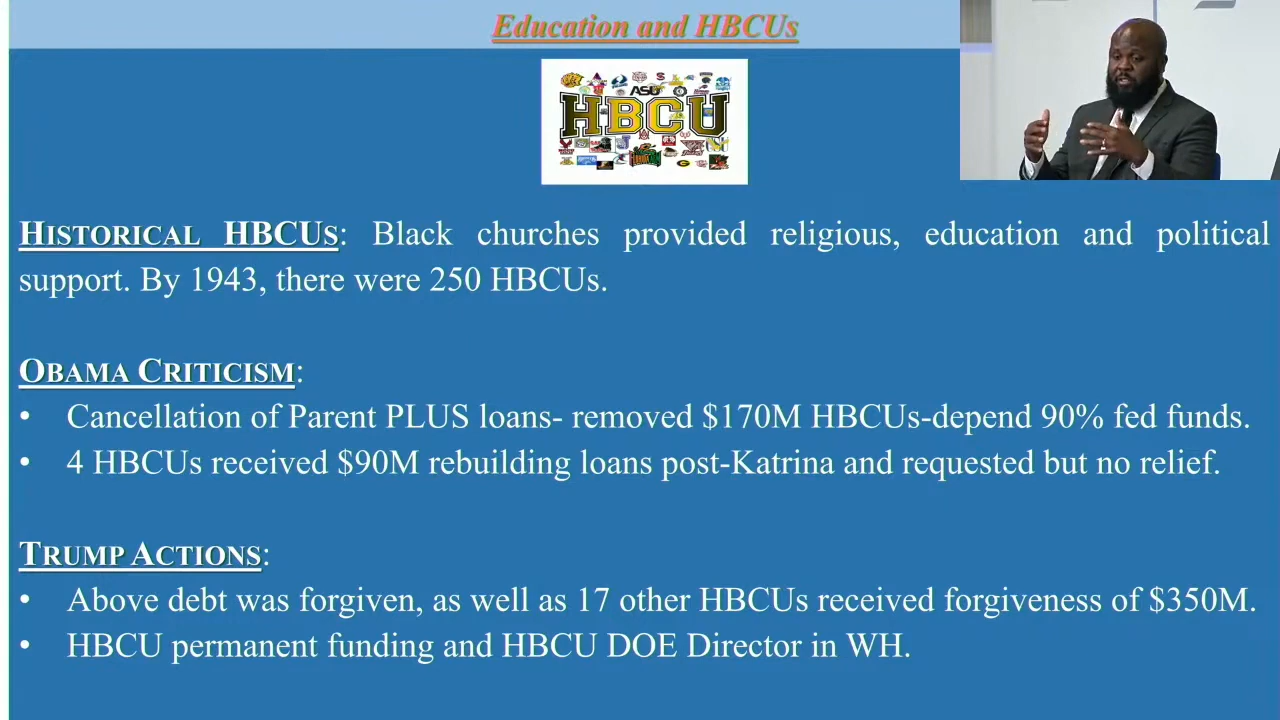 Education and HBCUs
ASU
HBCU
HISTORICAL HBCUS: Black churches provided religious, education and political
support. By 1943, there were 250 HBCUs.
OBAMA CRITICISM:
• Cancellation of Parent PLUS loans- removed $170M HBCUs-depend 90% fed funds.
• 4 HBCUs received $90M rebuilding loans post-Katrina and requested but no relief.
TRUMP ACTIONS:
• Above debt was forgiven, as well as 17 other HBCUs received forgiveness of $350M.
• HBCU permanent funding and HBCU DOE Director in WH.